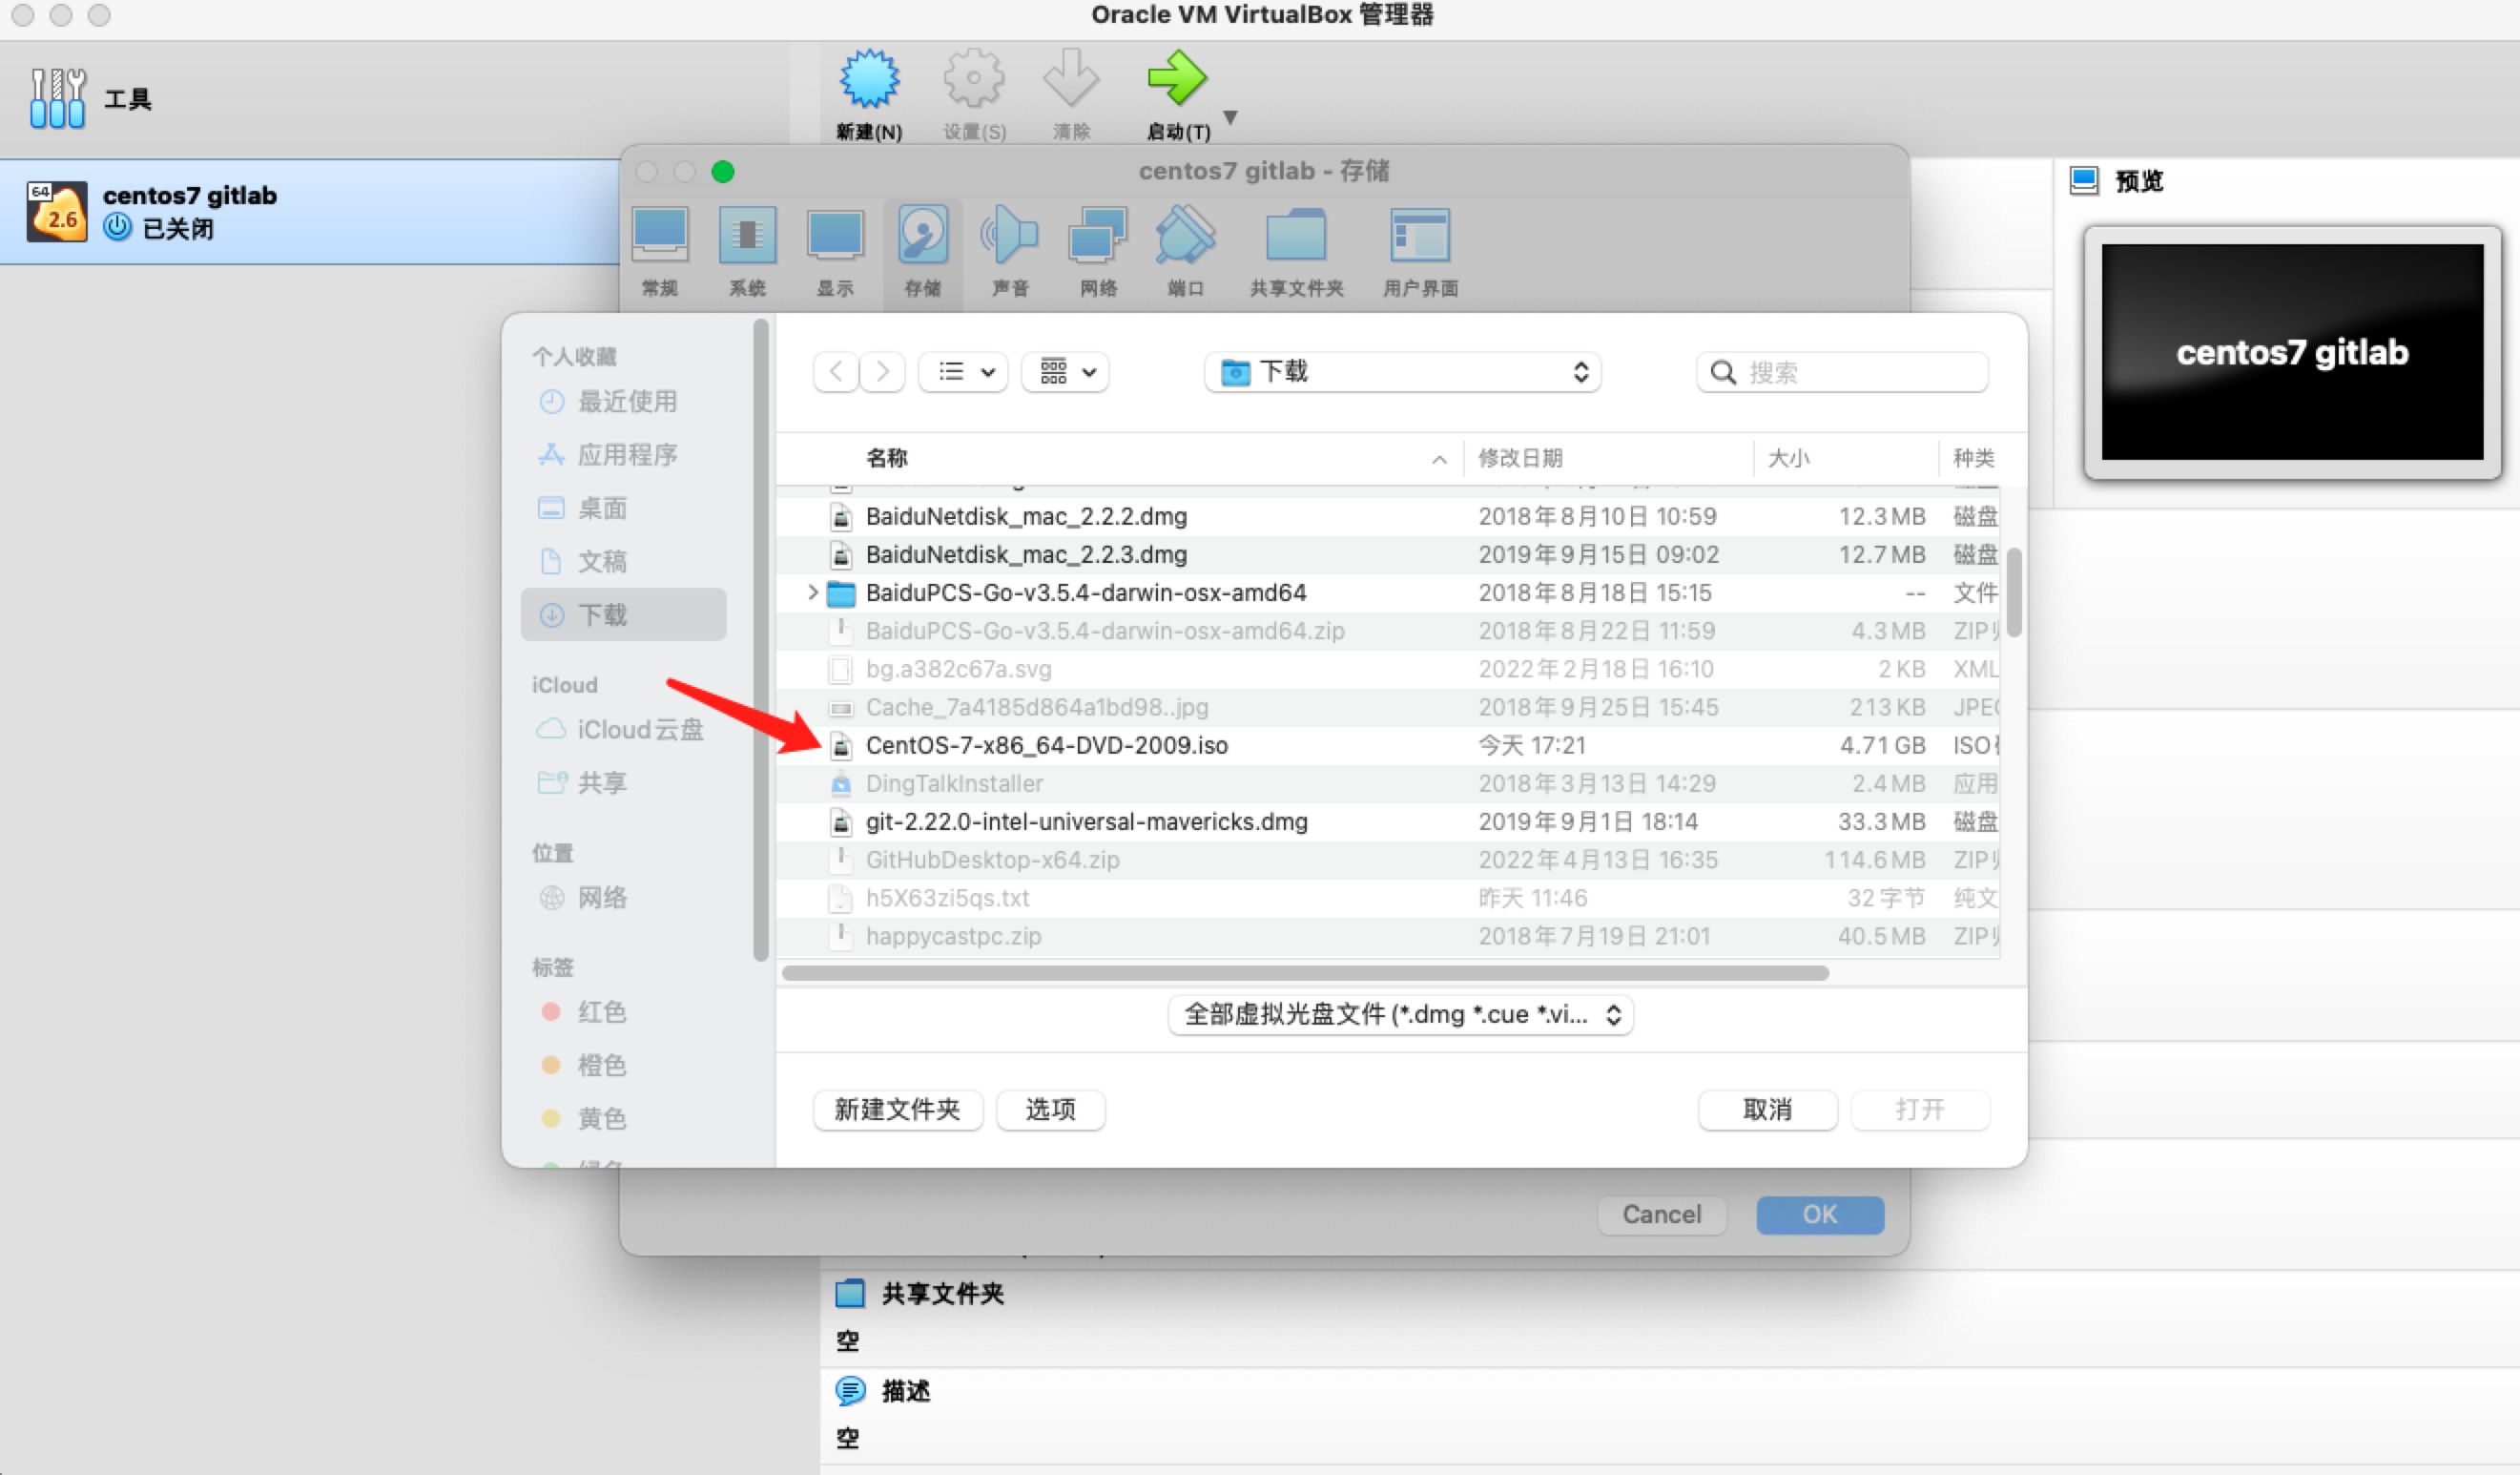 Oracle VM VirtualBox 管理器
工具
新建(N)
设置(S)
清除
启动(T)
64
2.6
centos7 gitlab
已关闭
centos7 gitlab - 存储
常规
系统
显示
存储
声音
网络
端口
共享文件夹
用户界面
预览
centos7 gitlab
个人收藏
最近使用
应用程序
桌面
文稿
下载
iCloud
iCloud云盘
共享
位置
网络
标签
红色
橙色
黄色
下载
搜索
名称 修改日期 大小 种类
BaiduNetdisk_mac_2.2.2.dmg 2018年8月10日 10:59 12.3 MB 磁盘
BaiduNetdisk_mac_2.2.3.dmg 2019年9月15日 09:02 12.7 MB 磁盘
BaiduPCS-Go-v3.5.4-darwin-osx-amd64 2018年8月18日 15:15 -- 文件
BaiduPCS-Go-v3.5.4-darwin-osx-amd64.zip 2018年8月22日 11:59 4.3 MB ZIP
bg.a382c67a.svg 2022年2月18日 16:10 2 KB XML
Cache_7a4185d864a1bd98..jpg 2018年9月25日 15:45 213 KB JPE
CentOS-7-x86_64-DVD-2009.iso 今天 17:21 4.71 GB ISO
DingTalkInstaller 2018年3月13日 14:29 2.4 MB 应用
git-2.22.0-intel-universal-mavericks.dmg 2019年9月1日 18:14 33.3 MB 磁盘
GitHubDesktop-x64.zip 2022年4月13日 16:35 114.6 MB ZIP
h5X63zi5qs.txt 昨天 11:46 32 字节 纯文
happycastpc.zip 2018年7月19日 21:01 40.5 MB ZIP
全部虚拟光盘文件 (*.dmg *.cue *.vi...
新建文件夹
选项
取消
打开
Cancel
OK
共享文件夹
空
描述
空